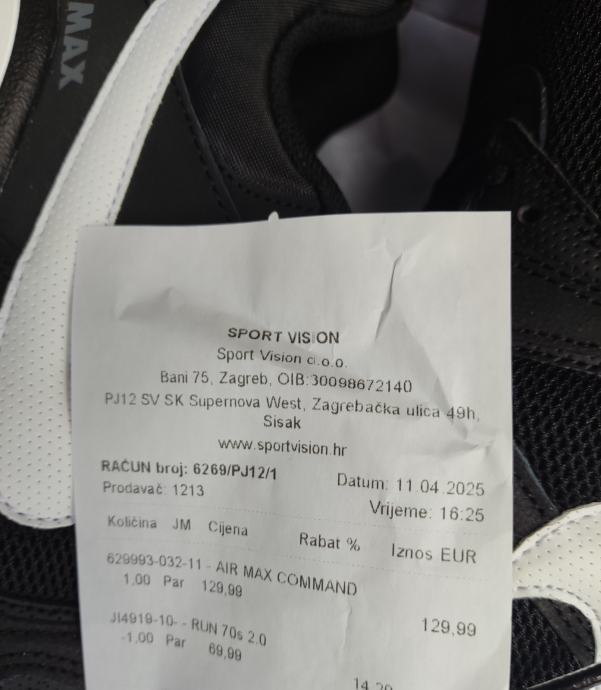 MAX
SPORT VISION
Sport Vision d.o.o.
Bani 75, Zagreb, OIB:30098672140
PJ12 SV SK Supernova West, Zagrebačka ulica 49h,
Sisak
www.sportvision.hr
RAČUN broj: 6269/PJ12/1 Datum: 11.04.2025
Prodavač: 1213 Vrijeme: 16:25
Količina JM Cijena Rabat % Iznos EUR
629993-032-11 - AIR MAX COMMAND
1,00 Par 129,99 129,99
JI4919-10- - RUN 70s 2.0
-1,00 Par 69,99